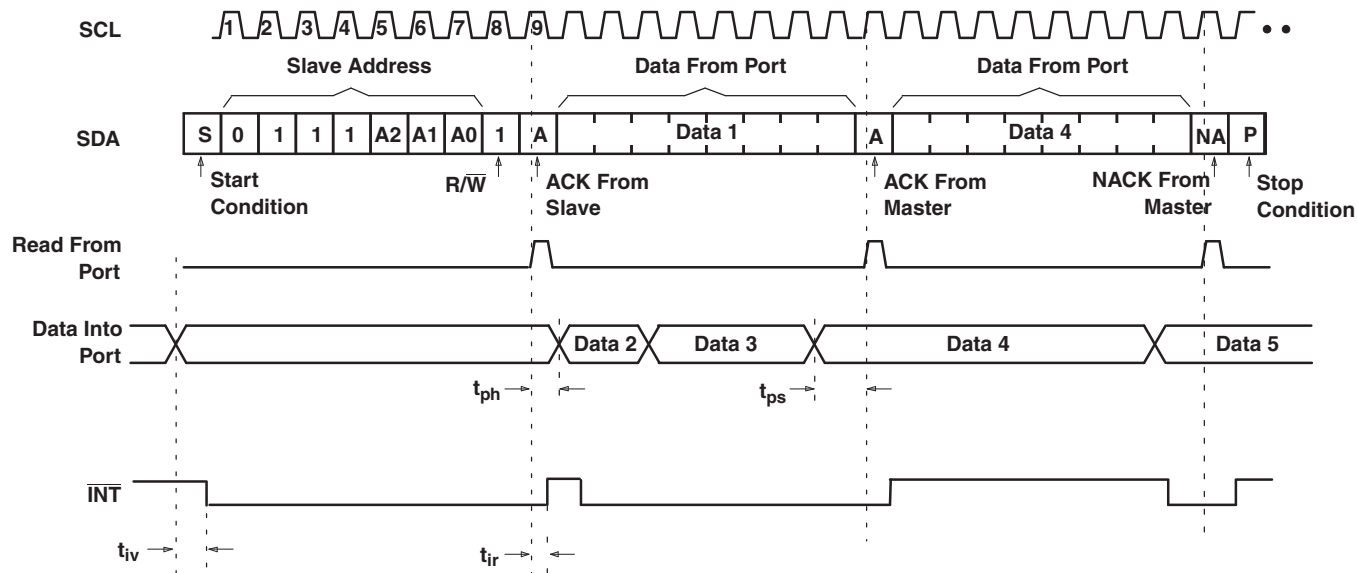 SCL 1 2 3 4 5 6 7 8 9
Slave Address Data From Port Data From Port
SDA S 0 1 1 1 A2 A1 A0 1 A Data 1 A Data 4 NA P
Start Condition
R/W̅
ACK From Slave
ACK From Master
NACK From Master
Stop Condition
Read From Port
Data Into Port
Data 2 Data 3 Data 4 Data 5
tph tps
I̅N̅T̅
tiv tir